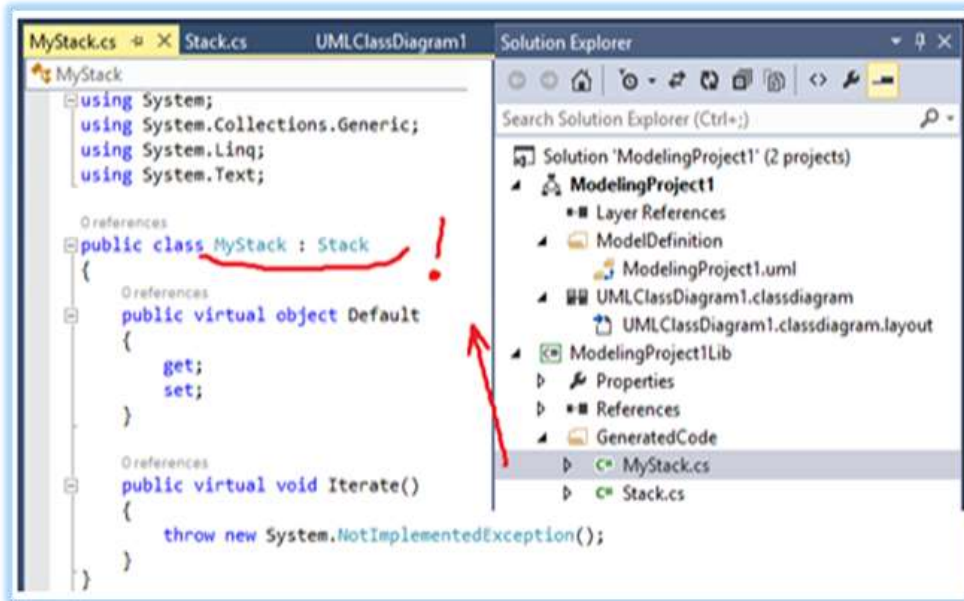 MyStack.cs
Stack.cs
UMLClassDiagram1
MyStack
using System;
using System.Collections.Generic;
using System.Linq;
using System.Text;
0 references
public class MyStack : Stack
{
0 references
public virtual object Default
{
get;
set;
}
0 references
public virtual void Iterate()
{
throw new System.NotImplementedException();
}
}
!
Solution Explorer
Search Solution Explorer (Ctrl+;)
Solution 'ModelingProject1' (2 projects)
ModelingProject1
Layer References
ModelDefinition
ModelingProject1.uml
UMLClassDiagram1.classdiagram
UMLClassDiagram1.classdiagram.layout
C# ModelingProject1Lib
Properties
References
GeneratedCode
C# MyStack.cs
C# Stack.cs